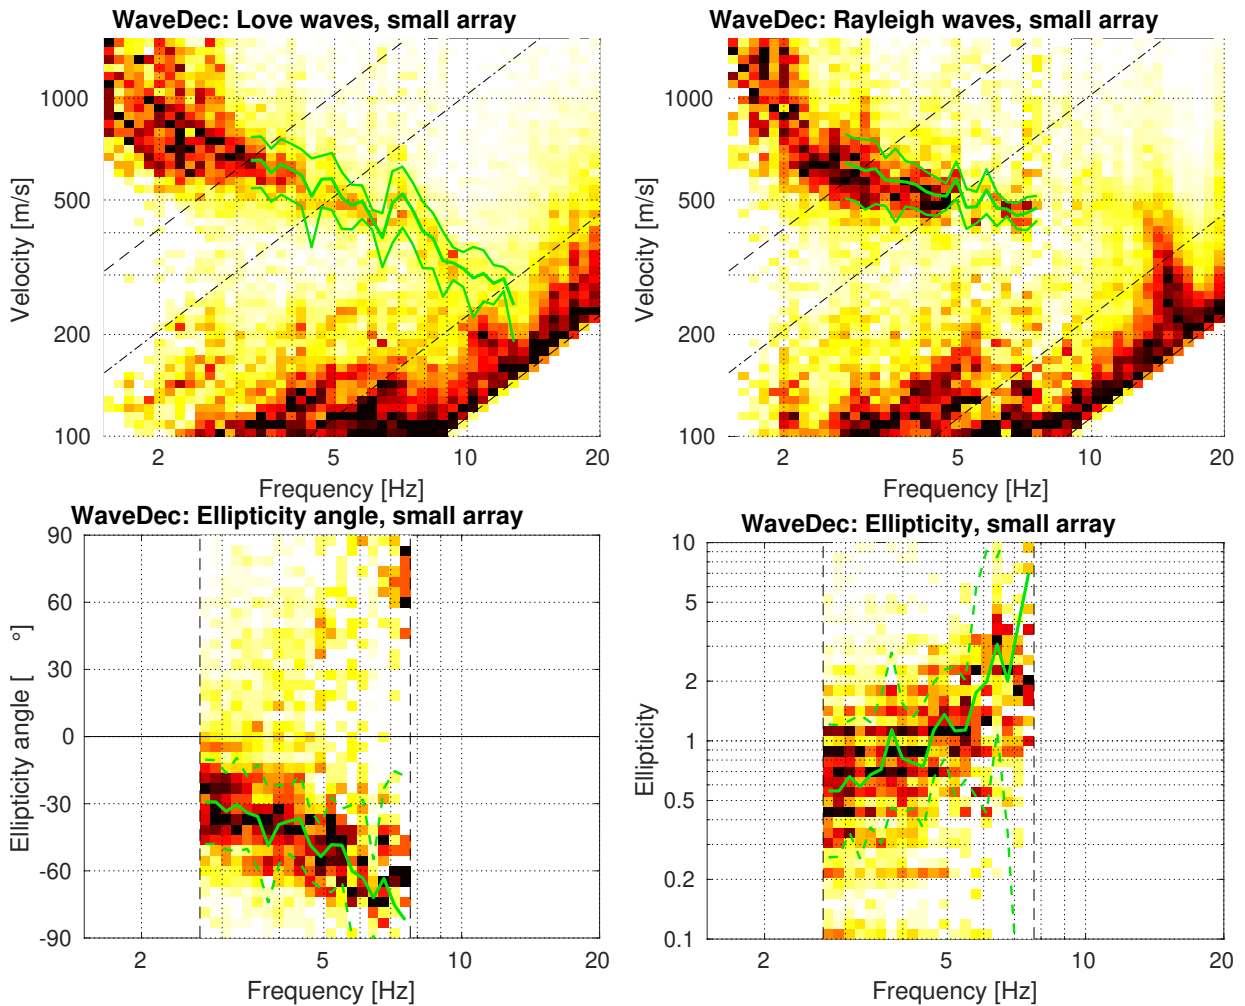 WaveDec: Love waves, small array
1000
500
200
100
Velocity [m/s]
2 5 10 20
Frequency [Hz]
WaveDec: Rayleigh waves, small array
1000
500
200
100
Velocity [m/s]
2 5 10 20
Frequency [Hz]
WaveDec: Ellipticity angle, small array
90
60
30
0
-30
-60
-90
Ellipticity angle [ °]
2 5 10 20
Frequency [Hz]
WaveDec: Ellipticity, small array
10
5
2
1
0.5
0.2
0.1
Ellipticity
2 5 10 20
Frequency [Hz]